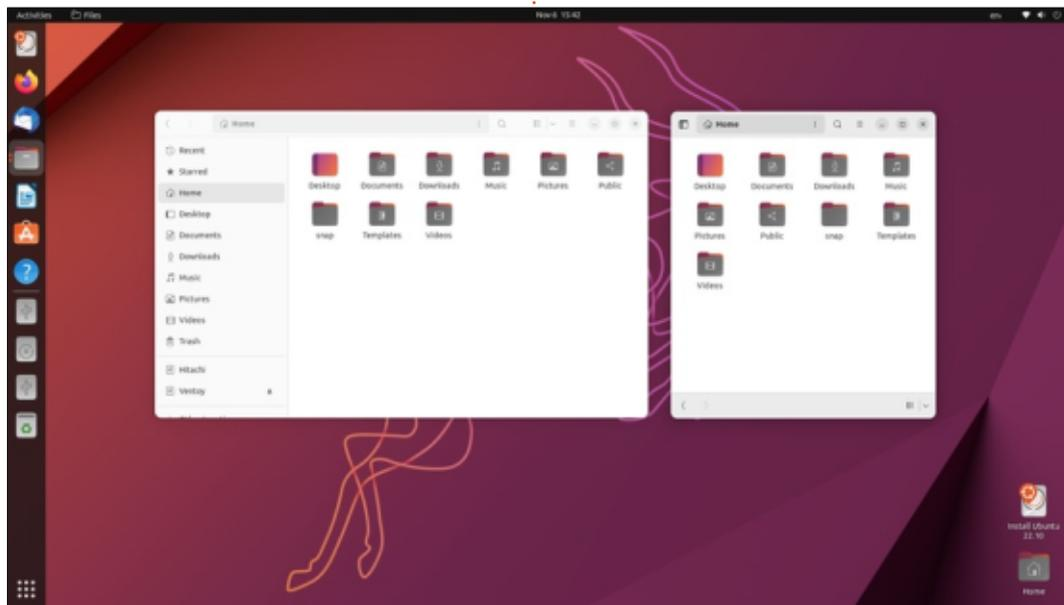 Activities Files Nov 6 15:42 en
Home
Recent
Starred
Home
Desktop
Documents
Downloads
Music
Pictures
Videos
Trash
Hitachi
Ventoy
Desktop Documents Downloads Music Pictures Public
snap Templates Videos
Home
Desktop Documents Downloads Music
Pictures Public snap Templates
Videos
Install Ubuntu
22.10
Home